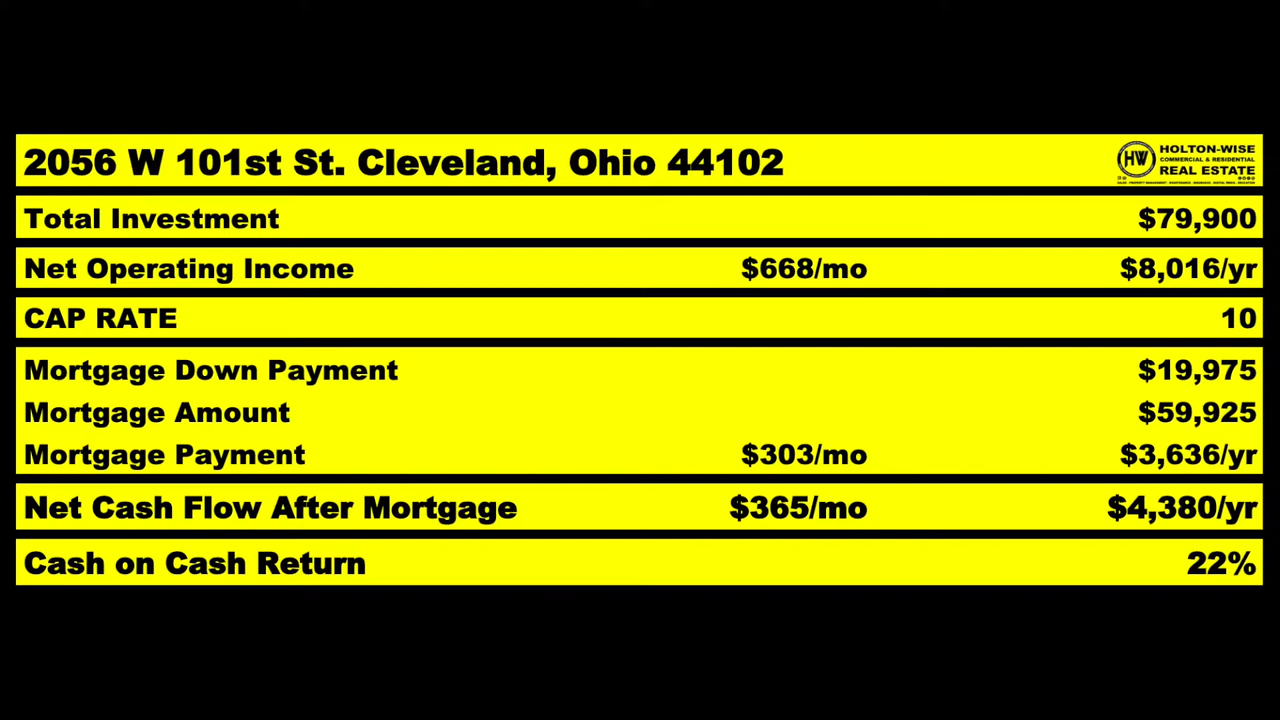 2056 W 101st St. Cleveland, Ohio 44102
HW
HOLTON-WISE
COMMERCIAL & RESIDENTIAL
REAL ESTATE
Total Investment $79,900
Net Operating Income $668/mo $8,016/yr
CAP RATE 10
Mortgage Down Payment $19,975
Mortgage Amount $59,925
Mortgage Payment $303/mo $3,636/yr
Net Cash Flow After Mortgage $365/mo $4,380/yr
Cash on Cash Return 22%